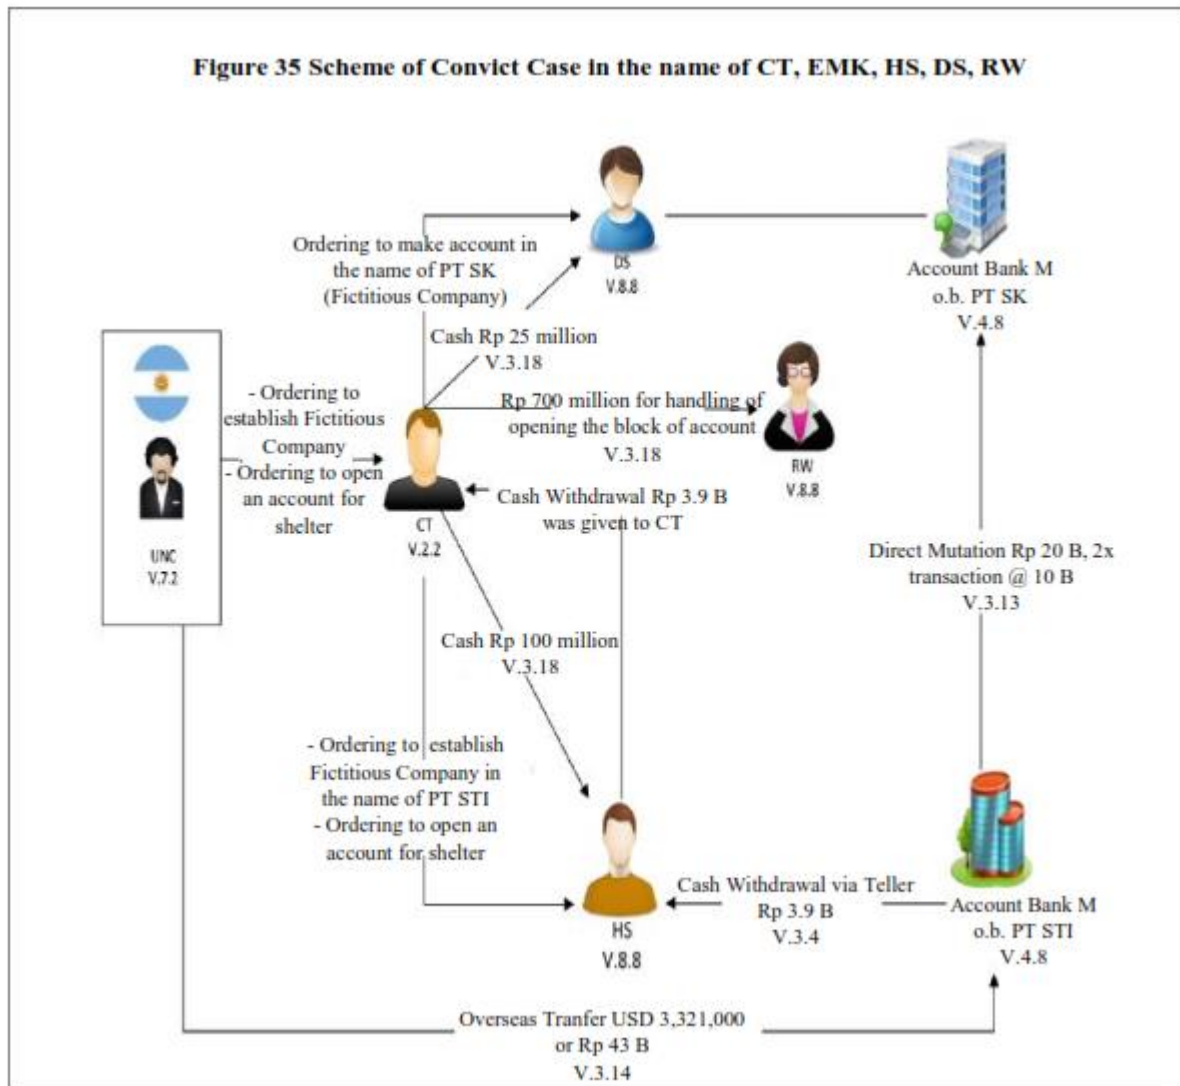 Figure 35 Scheme of Convict Case in the name of CT, EMK, HS, DS, RW
Ordering to make account in
the name of PT SK
(Fictitious Company)
DS
V.8.8
Account Bank M
o.b. PT SK
V.4.8
Cash Rp 25 million
V.3.18
- Ordering to
establish Fictitious
Company
- Ordering to open
an account for
shelter
Rp 700 million for handling of
opening the block of account
V.3.18
RW
V.8.8
UNC
V.7.2
CT
V.2.2
Cash Withdrawal Rp 3.9 B
was given to CT
Direct Mutation Rp 20 B, 2x
transaction @ 10 B
V.3.13
Cash Rp 100 million
V.3.18
- Ordering to establish
Fictitious Company in
the name of PT STI
- Ordering to open an
account for shelter
HS
V.8.8
Cash Withdrawal via Teller
Rp 3.9 B
V.3.4
Account Bank M
o.b. PT STI
V.4.8
Overseas Tranfer USD 3,321,000
or Rp 43 B
V.3.14